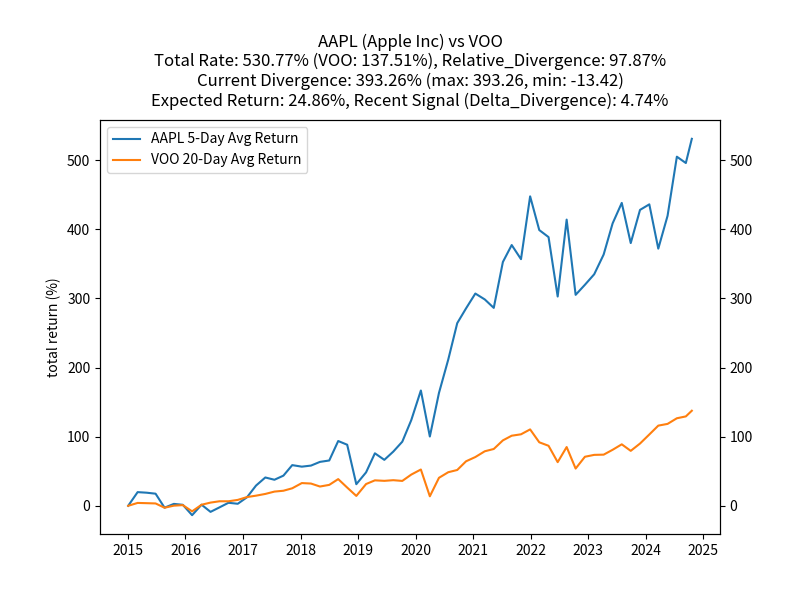 AAPL (Apple Inc) vs VOO
Total Rate: 530.77% (VOO: 137.51%), Relative_Divergence: 97.87%
Current Divergence: 393.26% (max: 393.26, min: -13.42)
Expected Return: 24.86%, Recent Signal (Delta_Divergence): 4.74%
AAPL 5-Day Avg Return
VOO 20-Day Avg Return
total return (%)
500 500
400 400
300 300
200 200
100 100
0 0
2015 2016 2017 2018 2019 2020 2021 2022 2023 2024 2025